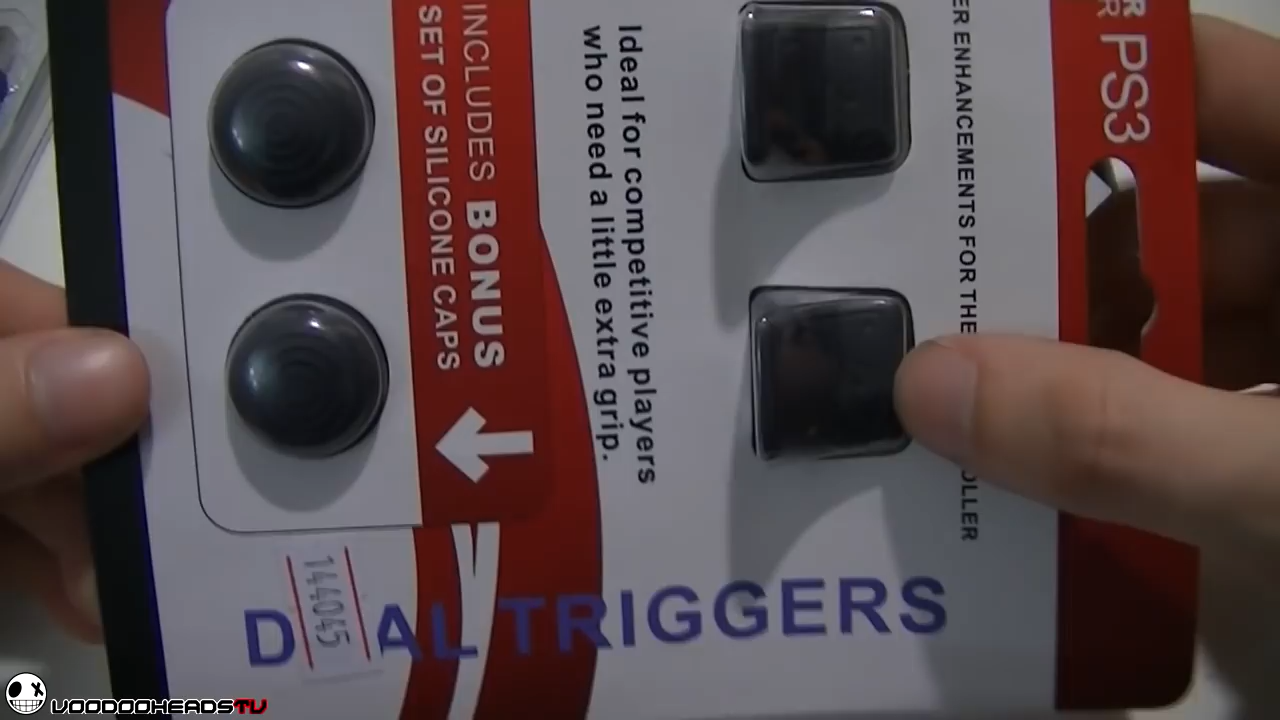 R PS3
ER ENHANCEMENTS FOR THE
OLLER
Ideal for competitive players
who need a little extra grip.
INCLUDES BONUS
SET OF SILICONE CAPS
144045
D AL TRIGGERS
VOODOOHEADSTV